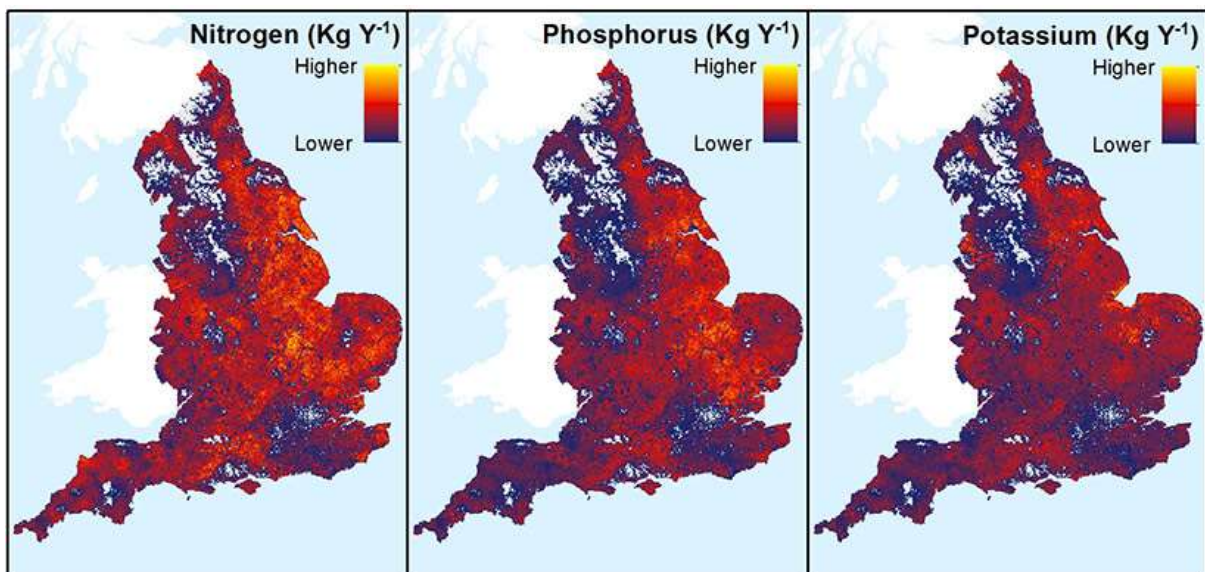 Nitrogen (Kg Y-1)
Higher
Lower
Phosphorus (Kg Y-1)
Higher
Lower
Potassium (Kg Y-1)
Higher
Lower